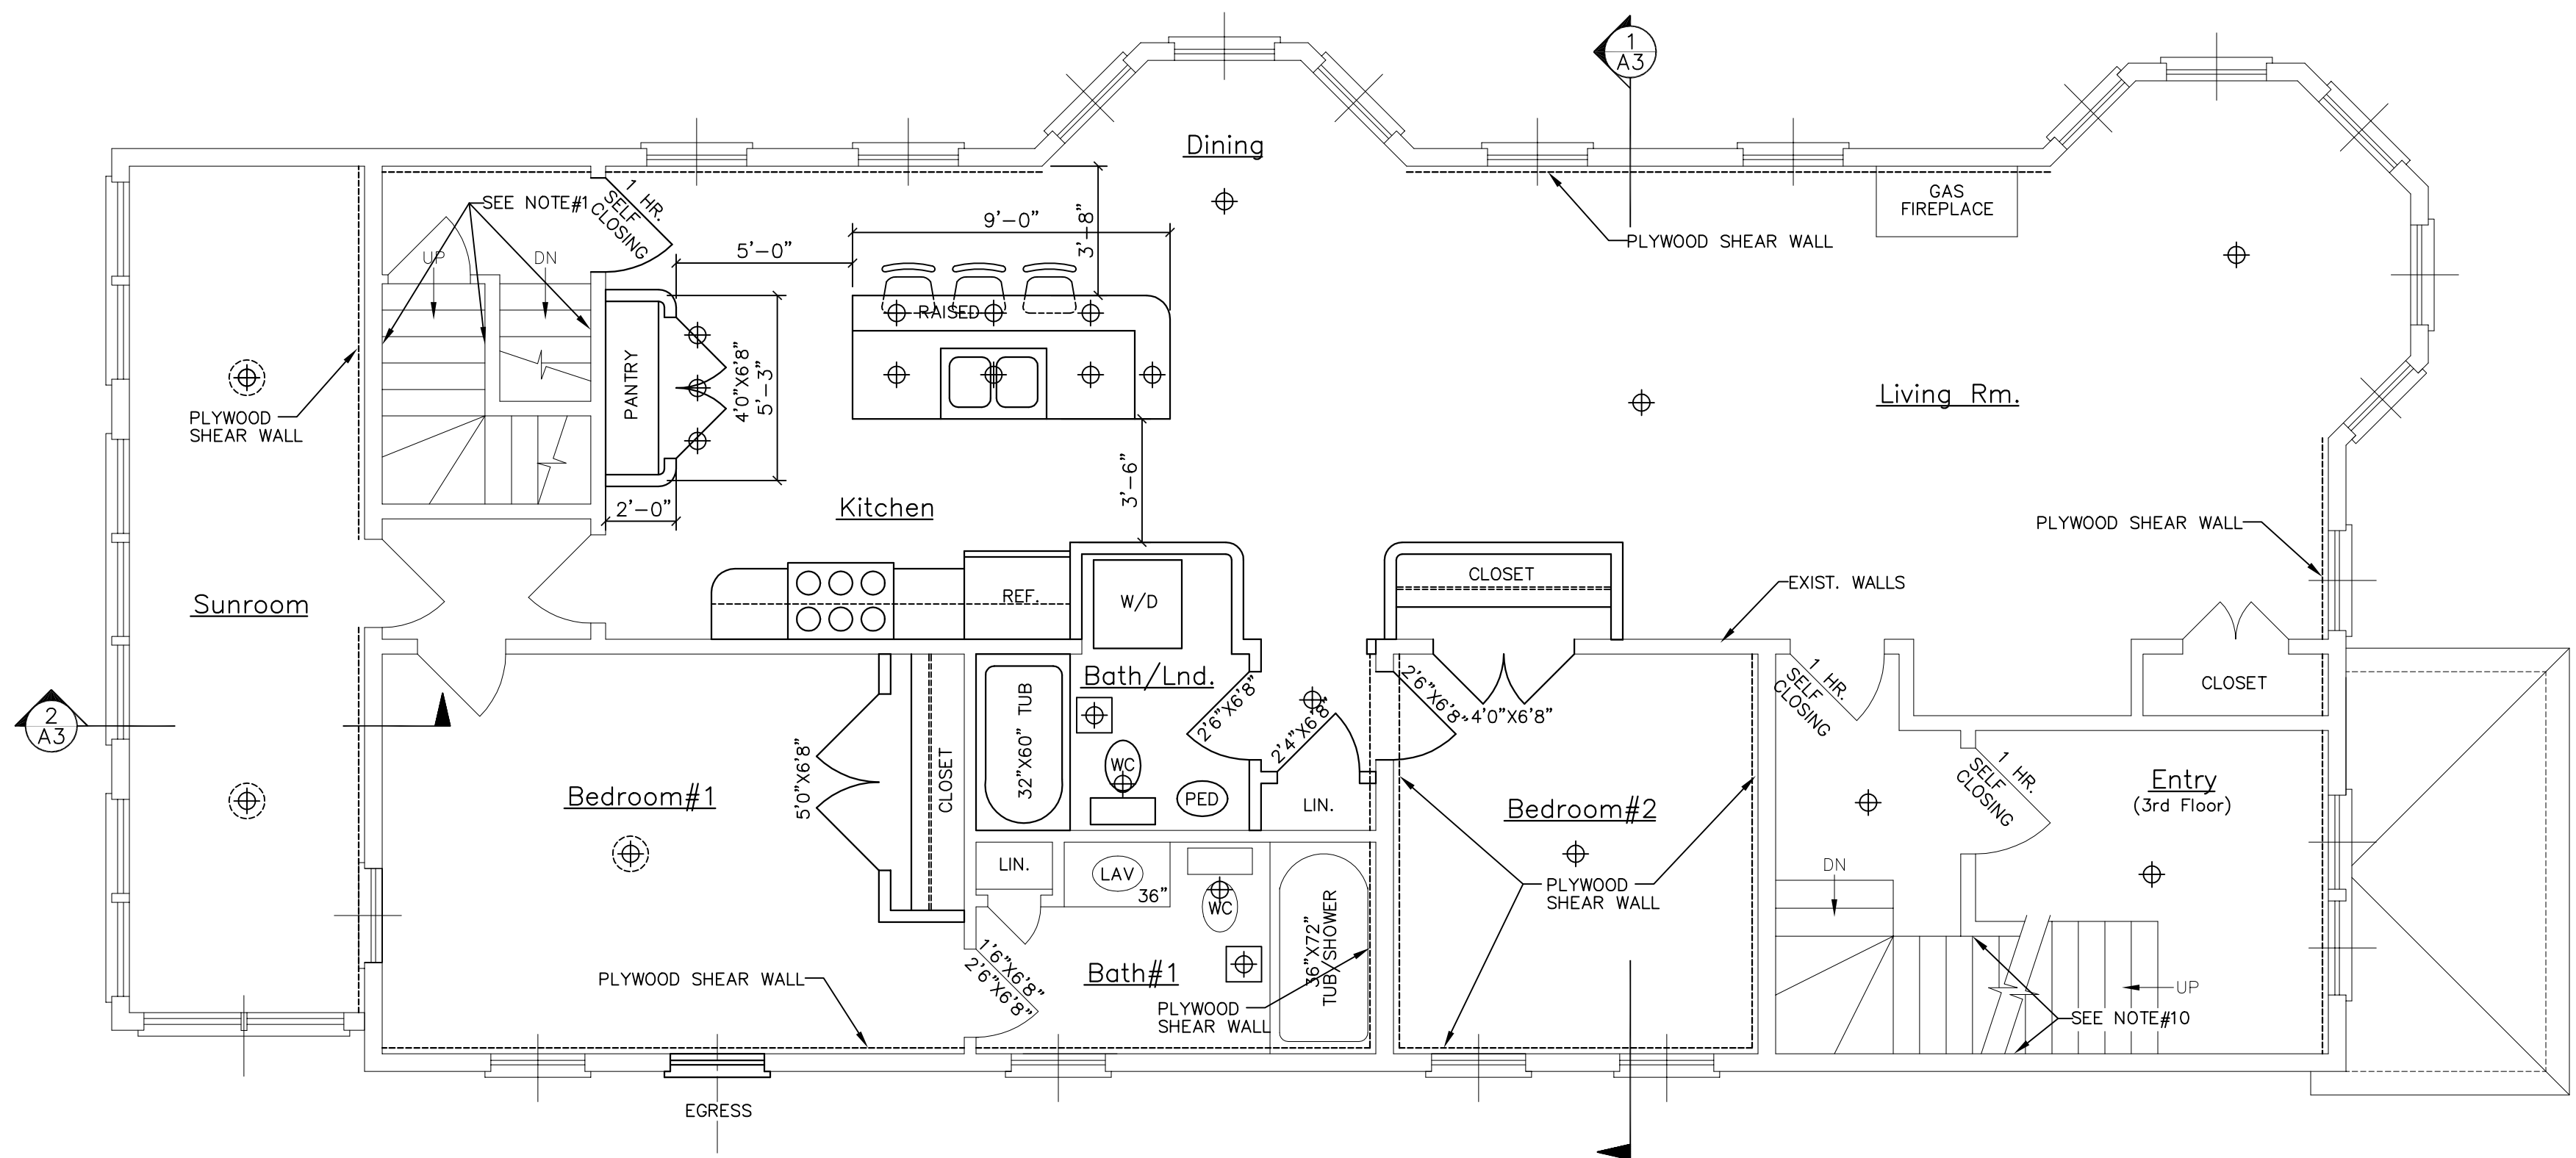 1
A3
Dining
SEE NOTE#1
1 HR.
SELF
CLOSING
9'-0"
3'-8"
GAS
FIREPLACE
PLYWOOD SHEAR WALL
5'-0"
UP
DN
RAISED
PANTRY
4'0"X6'8"
5'-3"
Living Rm.
PLYWOOD
SHEAR WALL
3'-6"
Kitchen
2'-0"
PLYWOOD SHEAR WALL
Sunroom
REF.
W/D
CLOSET
EXIST. WALLS
Bath/Lnd.
2'6"X6'8"
2'4"X6'8"
2'6"X6'8"
4'0"X6'8"
1 HR.
SELF
CLOSING
CLOSET
2
A3
32"X60" TUB
WC
PED
LIN.
5'0"X6'8"
CLOSET
Bedroom#1
Bedroom#2
1 HR.
SELF
CLOSING
Entry
(3rd Floor)
LIN.
LAV
36"
WC
DN
PLYWOOD
SHEAR WALL
36"X72"
TUB/SHOWER
1'6"X6'8"
2'6"X6'8"
PLYWOOD SHEAR WALL
Bath#1
PLYWOOD
SHEAR WALL
UP
SEE NOTE#10
EGRESS